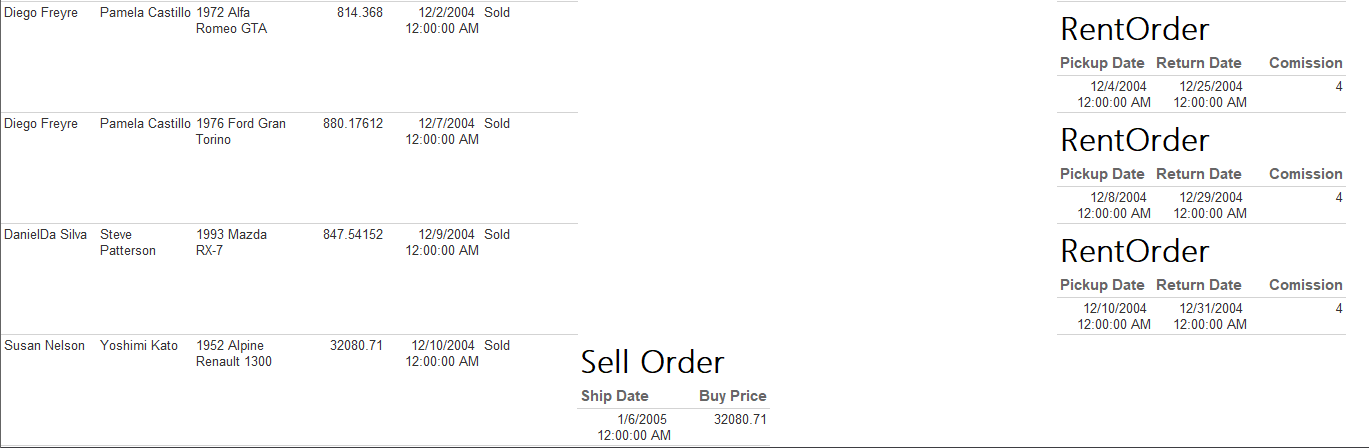 Diego Freyre Pamela Castillo 1972 Alfa 814.368 12/2/2004 Sold
Romeo GTA 12:00:00 AM
RentOrder
Pickup Date Return Date Comission
12/4/2004 12/25/2004 4
12:00:00 AM 12:00:00 AM
Diego Freyre Pamela Castillo 1976 Ford Gran 880.17612 12/7/2004 Sold
Torino 12:00:00 AM
RentOrder
Pickup Date Return Date Comission
12/8/2004 12/29/2004 4
12:00:00 AM 12:00:00 AM
DanielDa Silva Steve 1993 Mazda 847.54152 12/9/2004 Sold
Patterson RX-7 12:00:00 AM
RentOrder
Pickup Date Return Date Comission
12/10/2004 12/31/2004 4
12:00:00 AM 12:00:00 AM
Susan Nelson Yoshimi Kato 1952 Alpine 32080.71 12/10/2004 Sold
Renault 1300 12:00:00 AM
Sell Order
Ship Date Buy Price
1/6/2005 32080.71
12:00:00 AM